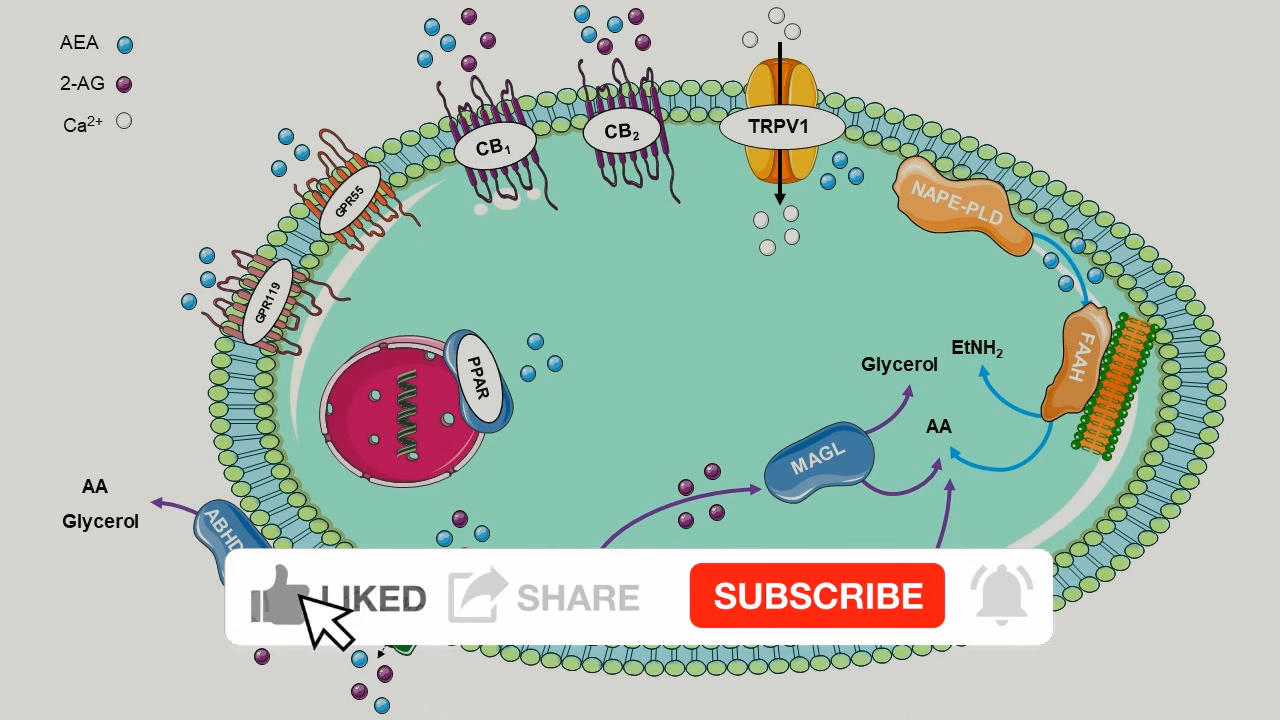 AEA
2-AG
Ca²⁺
CB₁
CB₂
TRPV1
GPR55
NAPE-PLD
GPR119
PPAR
FAAH
Glycerol
EtNH₂
AA
MAGL
AA
Glycerol
LIKED
SHARE
SUBSCRIBE